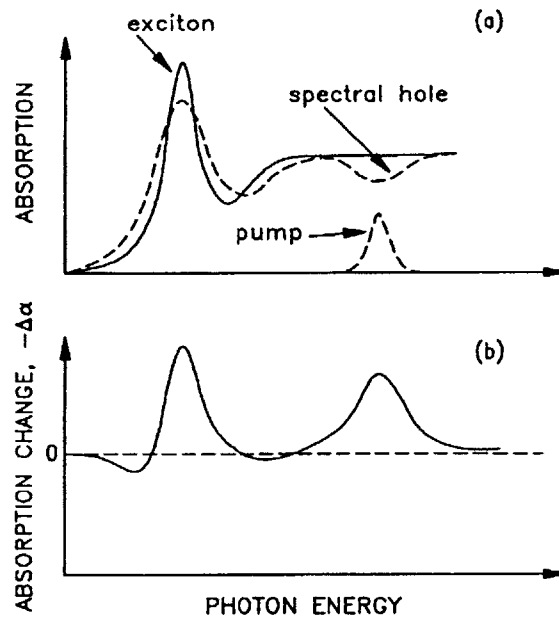 exciton
(a)
spectral hole
ABSORPTION
pump
(b)
ABSORPTION CHANGE, -Δα
0
PHOTON ENERGY